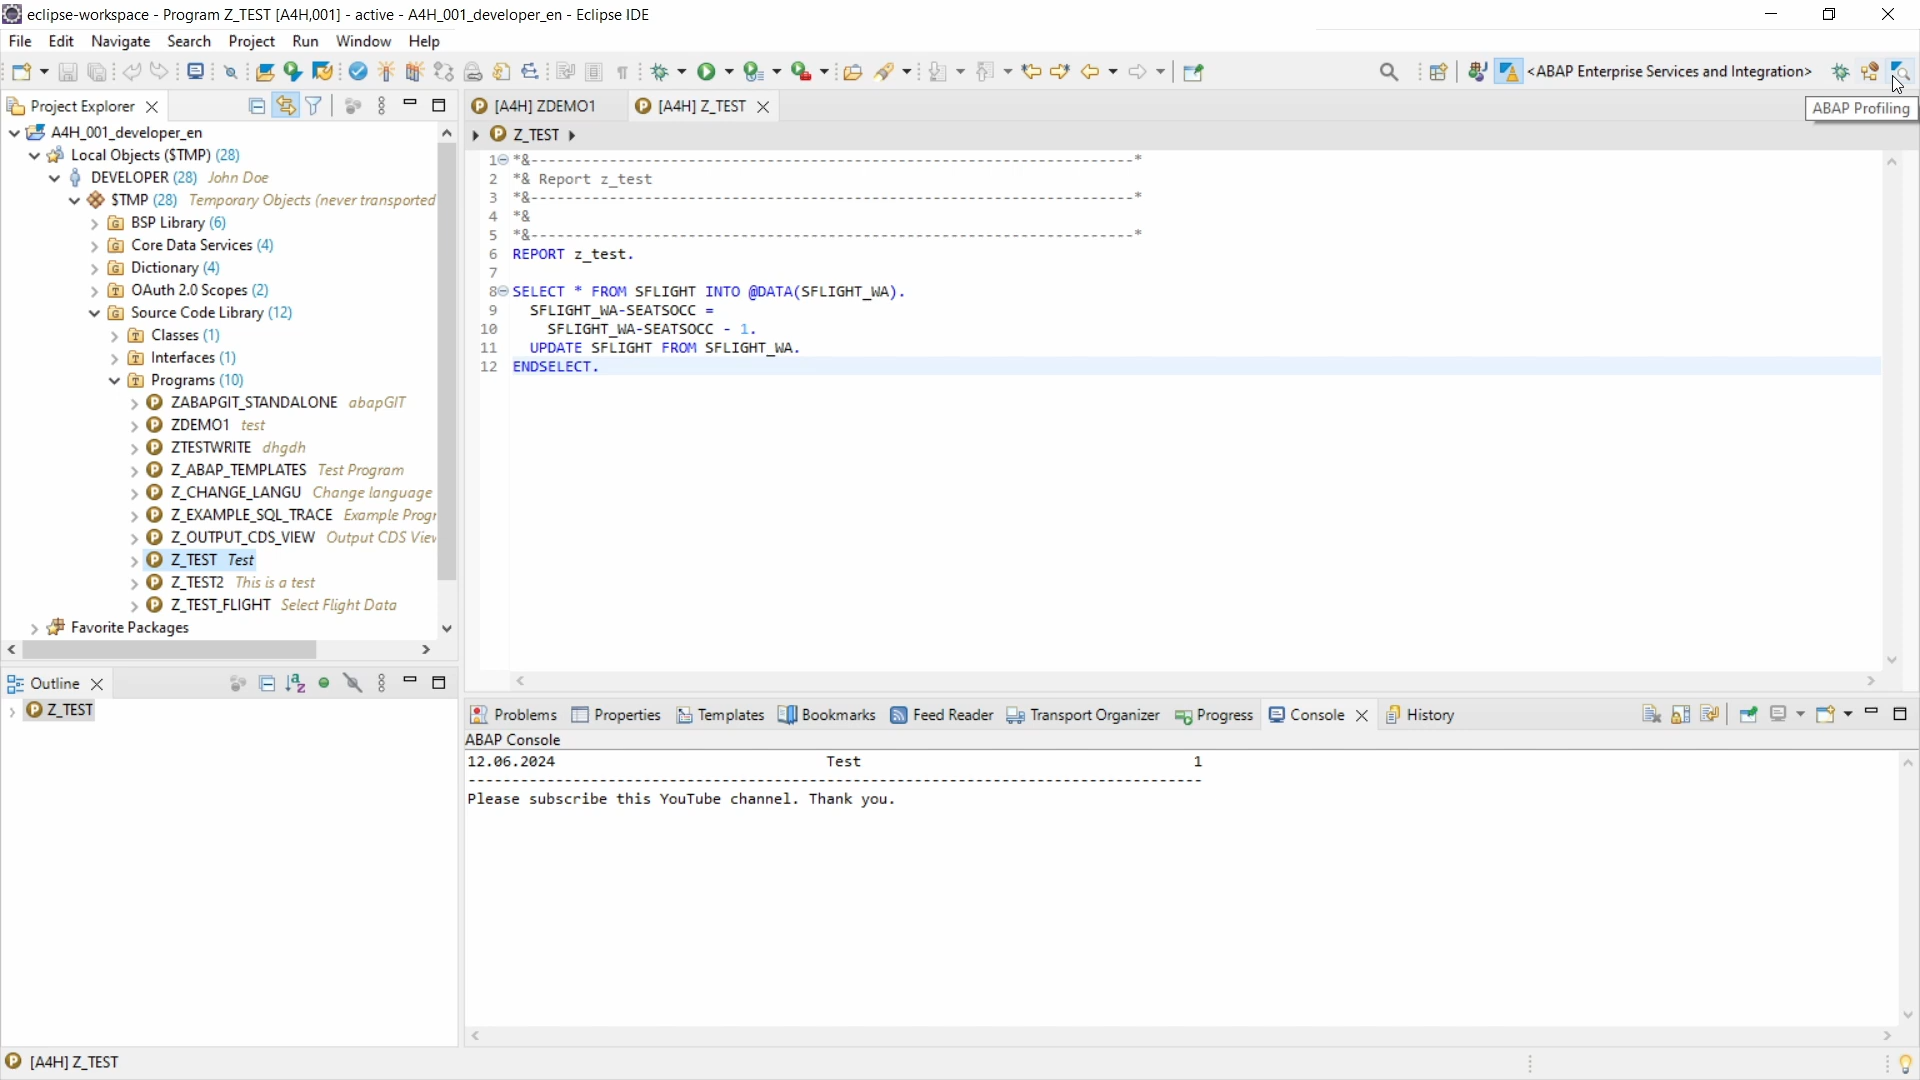 eclipse-workspace - Program Z_TEST [A4H,001] - active - A4H_001_developer_en - Eclipse IDE
File Edit Navigate Search Project Run Window Help
<ABAP Enterprise Services and Integration>
ABAP Profiling
Project Explorer
A4H_001_developer_en
Local Objects ($TMP) (28)
DEVELOPER (28) John Doe
$TMP (28) Temporary Objects (never transported
BSP Library (6)
Core Data Services (4)
Dictionary (4)
OAuth 2.0 Scopes (2)
Source Code Library (12)
Classes (1)
Interfaces (1)
Programs (10)
ZABAPGIT_STANDALONE abapGIT
ZDEMO1 test
ZTESTWRITE dhgdh
Z_ABAP_TEMPLATES Test Program
Z_CHANGE_LANGU Change language
Z_EXAMPLE_SQL_TRACE Example Progr
Z_OUTPUT_CDS_VIEW Output CDS View
Z_TEST Test
Z_TEST2 This is a test
Z_TEST_FLIGHT Select Flight Data
Favorite Packages
Outline
Z_TEST
[A4H] ZDEMO1 [A4H] Z_TEST
Z_TEST
1 *&---------------------------------------------------------------------*
2 *& Report z_test
3 *&---------------------------------------------------------------------*
4 *&
5 *&---------------------------------------------------------------------*
6 REPORT z_test.
7
8 SELECT * FROM SFLIGHT INTO @DATA(SFLIGHT_WA).
9 SFLIGHT_WA-SEATSOCC =
10 SFLIGHT_WA-SEATSOCC - 1.
11 UPDATE SFLIGHT FROM SFLIGHT_WA.
12 ENDSELECT.
Problems Properties Templates Bookmarks Feed Reader Transport Organizer Progress Console History
ABAP Console
12.06.2024 Test 1
------------------------------------------------------------------------------------
Please subscribe this YouTube channel. Thank you.
[A4H] Z_TEST